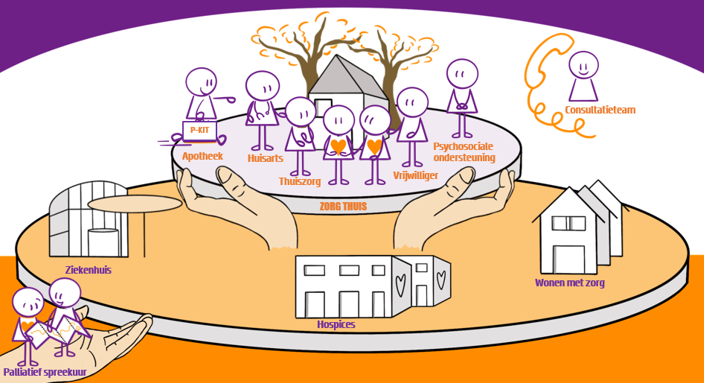 P-KIT
Apotheek
Huisarts
Thuiszorg
Vrijwilliger
Psychosociale
ondersteuning
Consultatieteam
ZORG THUIS
Ziekenhuis
Wonen met zorg
Hospices
Palliatief spreekuur